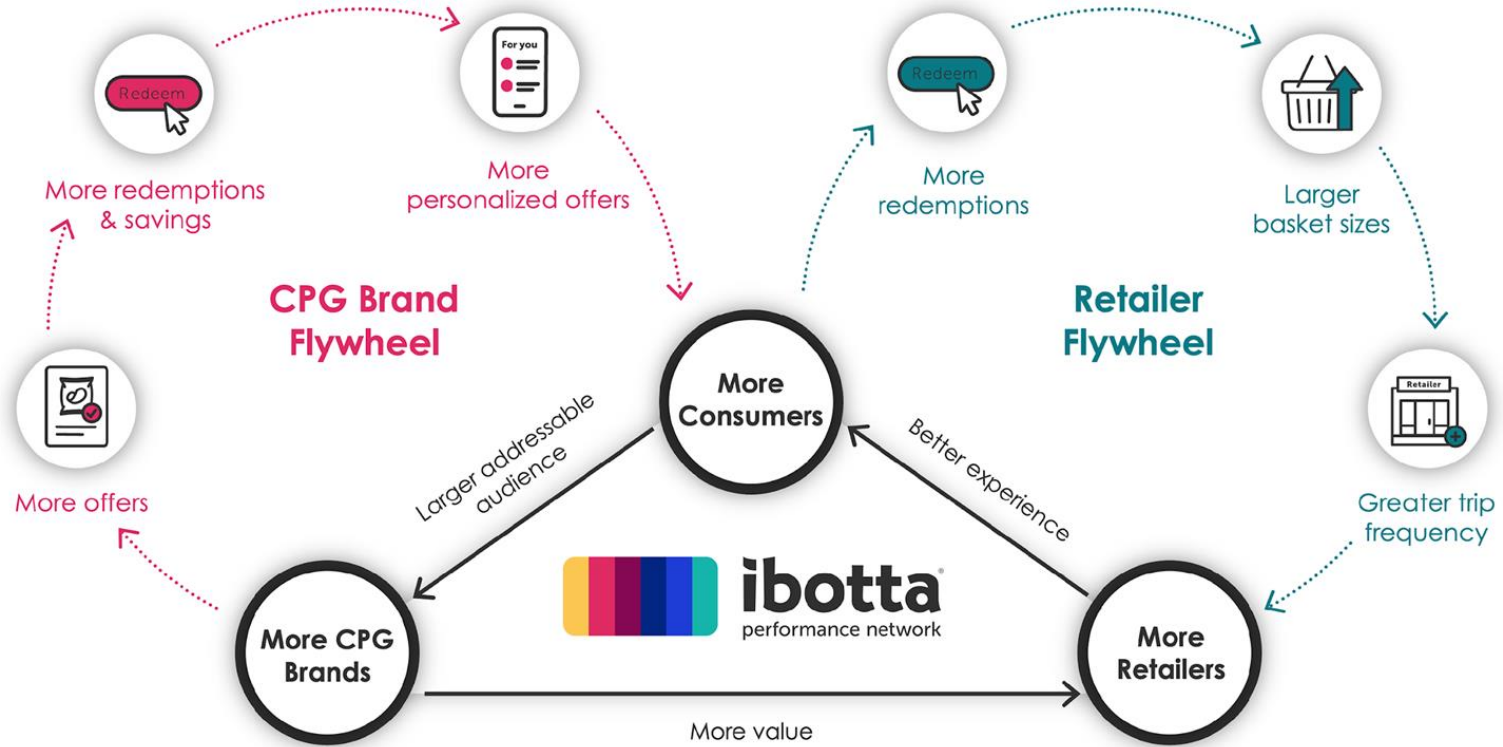 Redeem
More redemptions
& savings
For you
More
personalized offers
More offers
CPG Brand
Flywheel
Redeem
More
redemptions
Larger
basket sizes
Retailer
Flywheel
Retailer
Greater trip
frequency
More
Consumers
Larger addressable
audience
Better experience
ibotta®
performance network
More CPG
Brands
More
Retailers
More value